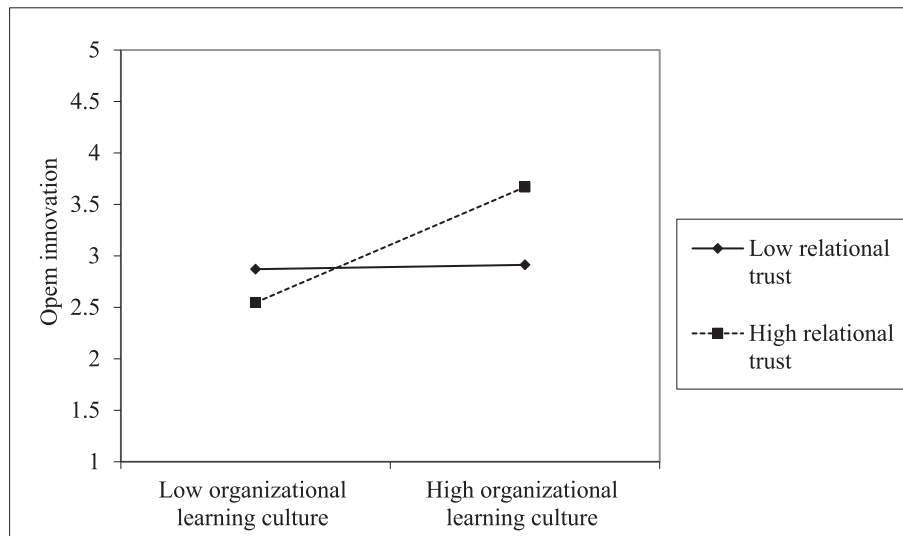 5
4.5
4
3.5
3
2.5
2
1.5
1
Opem innovation
Low organizational
learning culture
High organizational
learning culture
Low relational
trust
High relational
trust